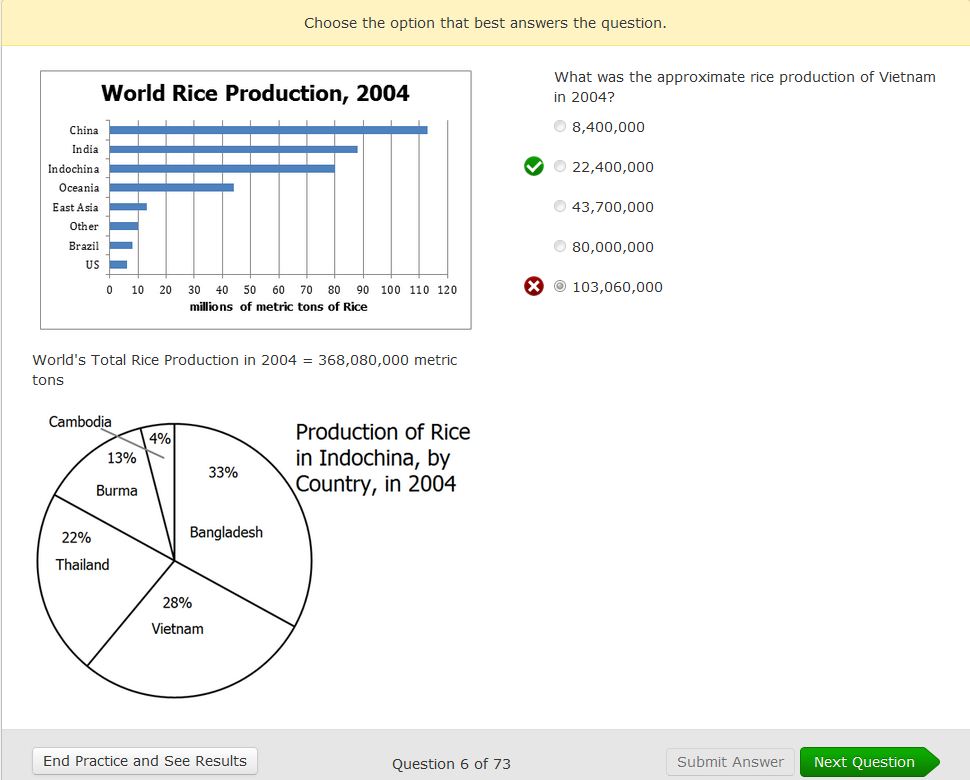 Choose the option that best answers the question.
World Rice Production, 2004
China
India
Indochina
Oceania
East Asia
Other
Brazil
US
0 10 20 30 40 50 60 70 80 90 100 110 120
millions of metric tons of Rice
World's Total Rice Production in 2004 = 368,080,000 metric
tons
Production of Rice
in Indochina, by
Country, in 2004
Cambodia
4%
13%
Burma
33%
Bangladesh
22%
Thailand
28%
Vietnam
What was the approximate rice production of Vietnam
in 2004?
8,400,000
22,400,000
43,700,000
80,000,000
103,060,000
End Practice and See Results
Question 6 of 73
Submit Answer
Next Question